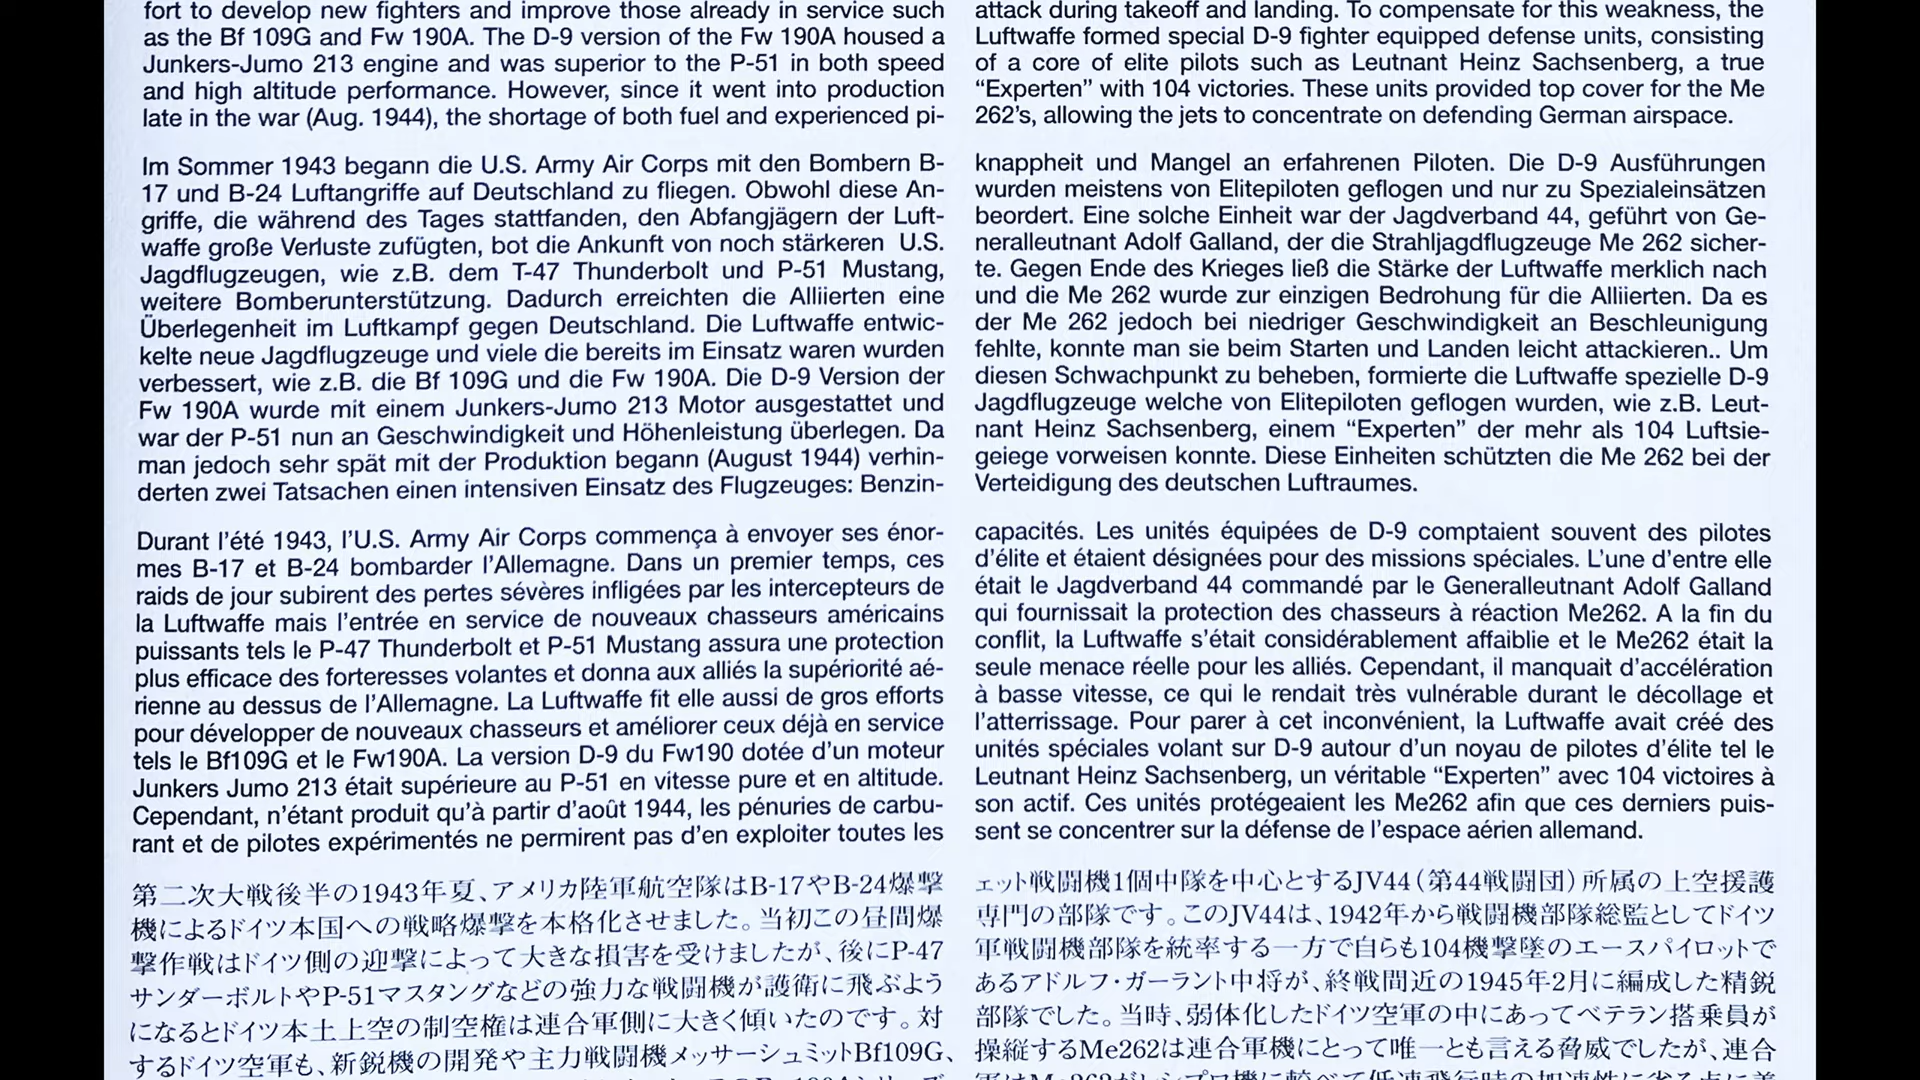 fort to develop new fighters and improve those already in service such
as the Bf 109G and Fw 190A. The D-9 version of the Fw 190A housed a
Junkers-Jumo 213 engine and was superior to the P-51 in both speed
and high altitude performance. However, since it went into production
late in the war (Aug. 1944), the shortage of both fuel and experienced pi-
attack during takeoff and landing. To compensate for this weakness, the
Luftwaffe formed special D-9 fighter equipped defense units, consisting
of a core of elite pilots such as Leutnant Heinz Sachsenberg, a true
“Experten” with 104 victories. These units provided top cover for the Me
262’s, allowing the jets to concentrate on defending German airspace.
Im Sommer 1943 begann die U.S. Army Air Corps mit den Bombern B-
17 und B-24 Luftangriffe auf Deutschland zu fliegen. Obwohl diese An-
griffe, die während des Tages stattfanden, den Abfangjägern der Luft-
waffe große Verluste zufügten, bot die Ankunft von noch stärkeren U.S.
Jagdflugzeugen, wie z.B. dem T-47 Thunderbolt und P-51 Mustang,
weitere Bomberunterstützung. Dadurch erreichten die Alliierten eine
Überlegenheit im Luftkampf gegen Deutschland. Die Luftwaffe entwic-
kelte neue Jagdflugzeuge und viele die bereits im Einsatz waren wurden
verbessert, wie z.B. die Bf 109G und die Fw 190A. Die D-9 Version der
Fw 190A wurde mit einem Junkers-Jumo 213 Motor ausgestattet und
war der P-51 nun an Geschwindigkeit und Höhenleistung überlegen. Da
man jedoch sehr spät mit der Produktion begann (August 1944) verhin-
derten zwei Tatsachen einen intensiven Einsatz des Flugzeuges: Benzin-
knappheit und Mangel an erfahrenen Piloten. Die D-9 Ausführungen
wurden meistens von Elitepiloten geflogen und nur zu Spezialeinsätzen
beordert. Eine solche Einheit war der Jagdverband 44, geführt von Ge-
neralleutnant Adolf Galland, der die Strahljagdflugzeuge Me 262 sicher-
te. Gegen Ende des Krieges ließ die Stärke der Luftwaffe merklich nach
und die Me 262 wurde zur einzigen Bedrohung für die Alliierten. Da es
der Me 262 jedoch bei niedriger Geschwindigkeit an Beschleunigung
fehlte, konnte man sie beim Starten und Landen leicht attackieren.. Um
diesen Schwachpunkt zu beheben, formierte die Luftwaffe spezielle D-9
Jagdflugzeuge welche von Elitepiloten geflogen wurden, wie z.B. Leut-
nant Heinz Sachsenberg, einem “Experten” der mehr als 104 Luftsie-
geiege vorweisen konnte. Diese Einheiten schützten die Me 262 bei der
Verteidigung des deutschen Luftraumes.
Durant l’été 1943, l’U.S. Army Air Corps commença à envoyer ses énor-
mes B-17 et B-24 bombarder l’Allemagne. Dans un premier temps, ces
raids de jour subirent des pertes sévères infligées par les intercepteurs de
la Luftwaffe mais l’entrée en service de nouveaux chasseurs américains
puissants tels le P-47 Thunderbolt et P-51 Mustang assura une protection
plus efficace des forteresses volantes et donna aux alliés la supériorité aé-
rienne au dessus de l’Allemagne. La Luftwaffe fit elle aussi de gros efforts
pour développer de nouveaux chasseurs et améliorer ceux déjà en service
tels le Bf109G et le Fw190A. La version D-9 du Fw190 dotée d’un moteur
Junkers Jumo 213 était supérieure au P-51 en vitesse pure et en altitude.
Cependant, n’étant produit qu’à partir d’août 1944, les pénuries de carbu-
rant et de pilotes expérimentés ne permirent pas d’en exploiter toutes les
capacités. Les unités équipées de D-9 comptaient souvent des pilotes
d’élite et étaient désignées pour des missions spéciales. L’une d’entre elle
était le Jagdverband 44 commandé par le Generalleutnant Adolf Galland
qui fournissait la protection des chasseurs à réaction Me262. A la fin du
conflit, la Luftwaffe s’était considérablement affaiblie et le Me262 était la
seule menace réelle pour les alliés. Cependant, il manquait d’accélération
à basse vitesse, ce qui le rendait très vulnérable durant le décollage et
l’atterrissage. Pour parer à cet inconvénient, la Luftwaffe avait créé des
unités spéciales volant sur D-9 autour d’un noyau de pilotes d’élite tel le
Leutnant Heinz Sachsenberg, un véritable “Experten” avec 104 victoires à
son actif. Ces unités protégeaient les Me262 afin que ces derniers puis-
sent se concentrer sur la défense de l’espace aérien allemand.
第二次大戦後半の1943年夏、アメリカ陸軍航空隊はB-17やB-24爆撃
機によるドイツ本国への戦略爆撃を本格化させました。当初この昼間爆
撃作戦はドイツ側の迎撃によって大きな損害を受けましたが、後にP-47
サンダーボルトやP-51マスタングなどの強力な戦闘機が護衛に飛ぶよう
になるとドイツ本土上空の制空権は連合軍側に大きく傾いたのです。対
するドイツ空軍も、新鋭機の開発や主力戦闘機メッサーシュミットBf109G、
ェット戦闘機1個中隊を中心とするJV44(第44戦闘団)所属の上空援護
専門の部隊です。このJV44は、1942年から戦闘機部隊総監としてドイツ
軍戦闘機部隊を統率する一方で自らも104機撃墜のエースパイロットで
あるアドルフ・ガーラント中将が、終戦間近の1945年2月に編成した精鋭
部隊でした。当時、弱体化したドイツ空軍の中にあってベテラン搭乗員が
操縦するMe262は連合軍機にとって唯一とも言える脅威でしたが、連合